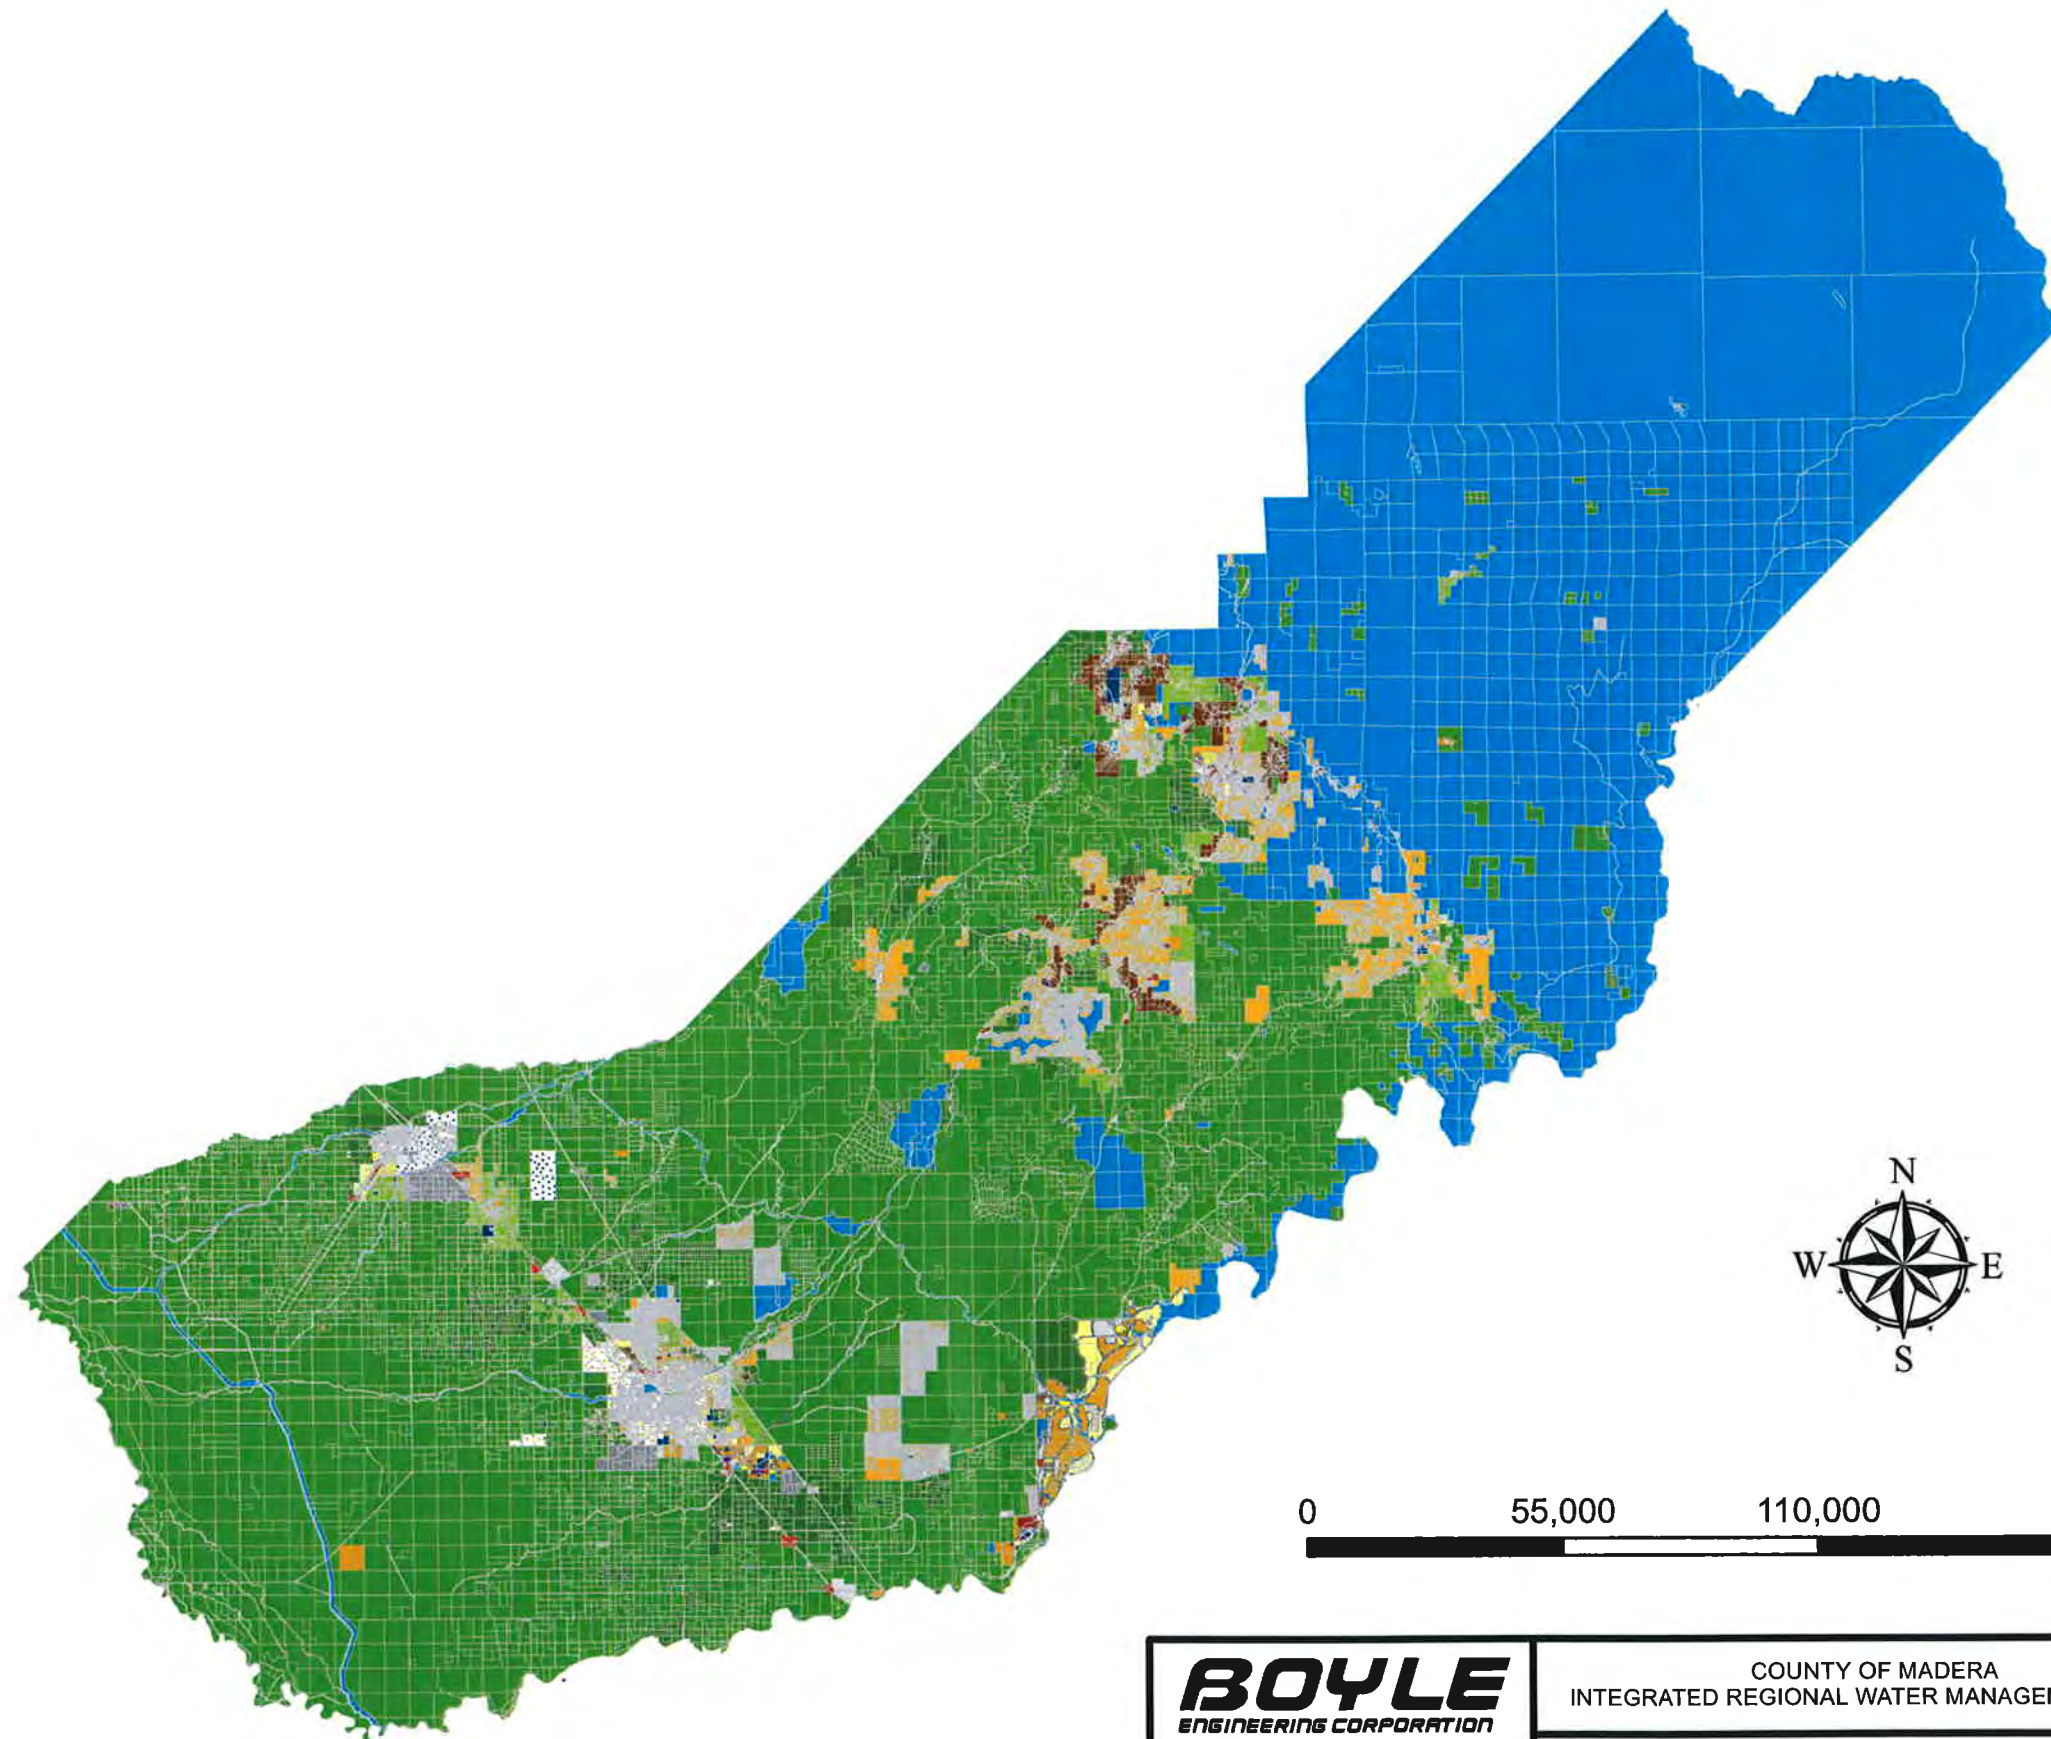 N
W E
S
0 55,000 110,000
BOYLE
ENGINEERING CORPORATION
COUNTY OF MADERA
INTEGRATED REGIONAL WATER MANAGE